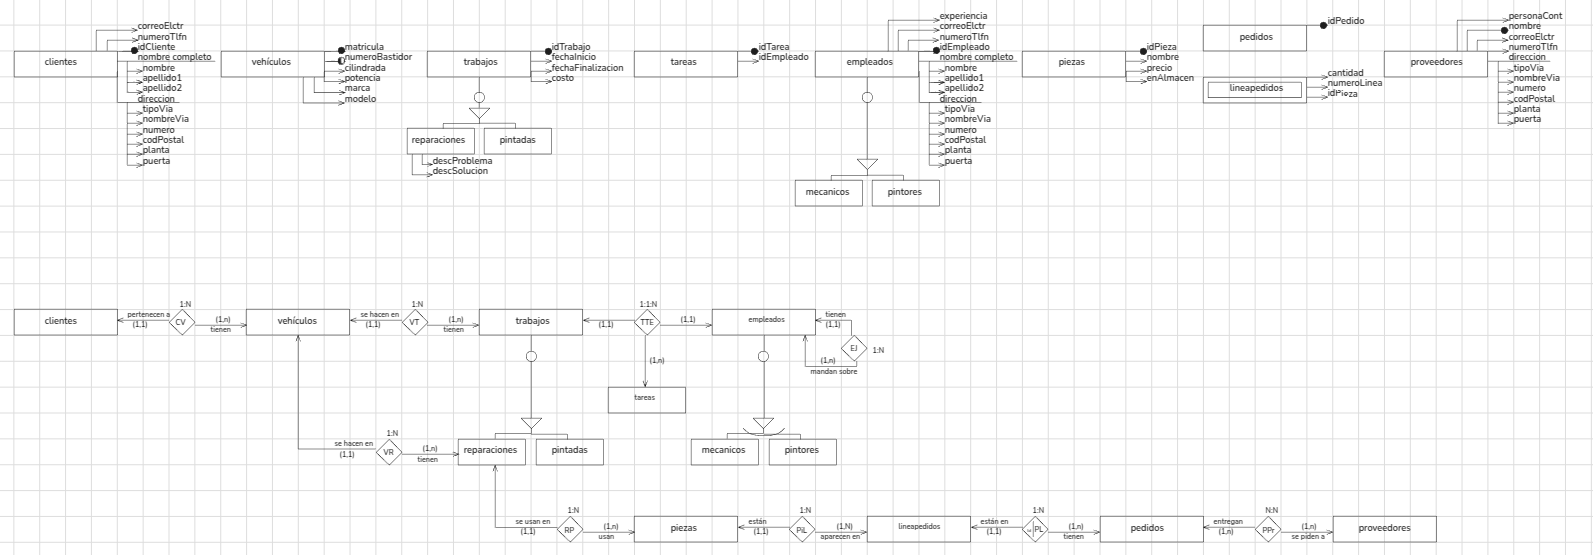 clientes
correoElctr
numeroTlfn
idCliente
nombre completo
nombre
apellido1
apellido2
direccion
tipoVia
nombreVia
numero
codPostal
planta
puerta
vehículos
matricula
numeroBastidor
cilindrada
potencia
marca
modelo
trabajos
idTrabajo
fechaInicio
fechaFinalizacion
costo
reparaciones
pintadas
descProblema
descSolucion
tareas
idTarea
idEmpleado
empleados
experiencia
correoElctr
numeroTlfn
idEmpleado
nombre completo
nombre
apellido1
apellido2
direccion
tipoVia
nombreVia
numero
codPostal
planta
puerta
mecanicos
pintores
piezas
idPieza
nombre
precio
enAlmacen
pedidos
idPedido
lineapedidos
cantidad
numeroLinea
idPieza
proveedores
personaCont
nombre
correoElctr
numeroTlfn
direccion
tipoVia
nombreVia
numero
codPostal
planta
puerta
clientes
pertenecen a
(1,1)
1:N
CV
(1,n)
tienen
vehículos
se hacen en
(1,1)
1:N
VT
(1,n)
tienen
trabajos
(1,1)
1:1:N
TTE
(1,1)
(1,n)
tareas
empleados
tienen
(1,1)
EJ
1:N
(1,n)
mandan sobre
se hacen en
(1,1)
1:N
VR
(1,n)
tienen
reparaciones
pintadas
mecanicos
pintores
se usan en
(1,1)
1:N
RP
(1,n)
usan
piezas
están
(1,1)
1:N
PiL
(1,N)
aparecen en
lineapedidos
están en
(1,1)
1:N
PL
(1,n)
tienen
pedidos
entregan
(1,n)
N:N
PPr
(1,n)
se piden a
proveedores